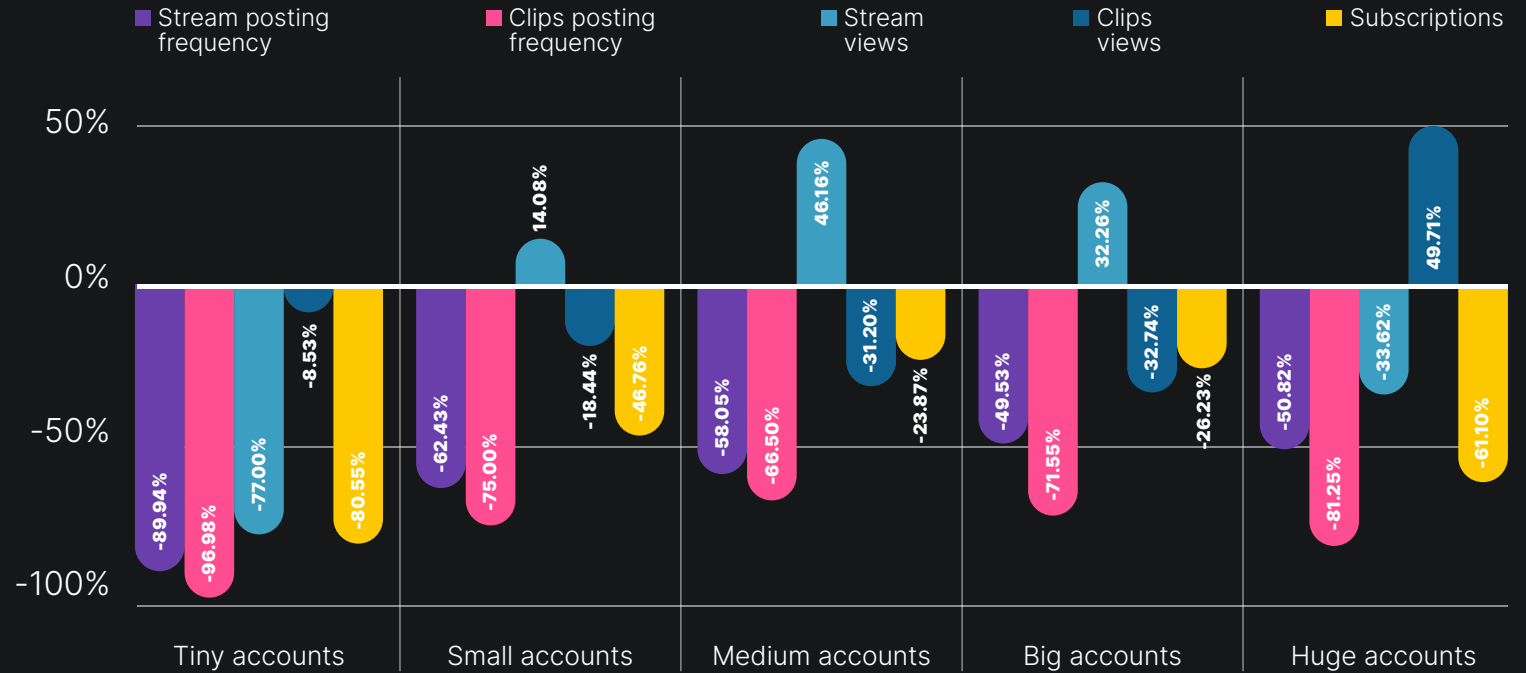 Stream posting
frequency
Clips posting
frequency
Stream
views
Clips
views
Subscriptions
50%
0%
-50%
-100%
-89.94%
-96.98%
-77.00%
-8.53%
-80.55%
-62.43%
-75.00%
14.08%
-18.44%
-46.76%
-58.05%
-66.50%
46.16%
-31.20%
-23.87%
-49.53%
-71.55%
32.26%
-32.74%
-26.23%
-50.82%
-81.25%
-33.62%
49.71%
-61.10%
Tiny accounts
Small accounts
Medium accounts
Big accounts
Huge accounts